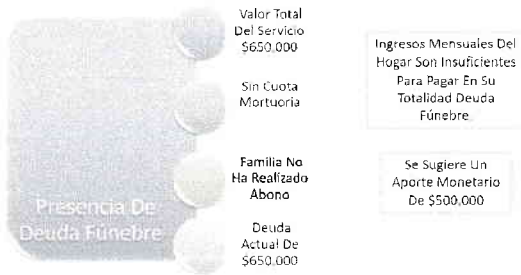 Valor Total
Del Servicio
$650.000
Sin Cuota
Mortuoria
Familia No
Ha Realizado
Abono
Deuda
Actual De
$650.000
Presencia De
Deuda Fúnebre
Ingresos Mensuales Del
Hogar Son Insuficientes
Para Pagar En Su
Totalidad Deuda
Fúnebre
Se Sugiere Un
Aporte Monetario
De $500,000